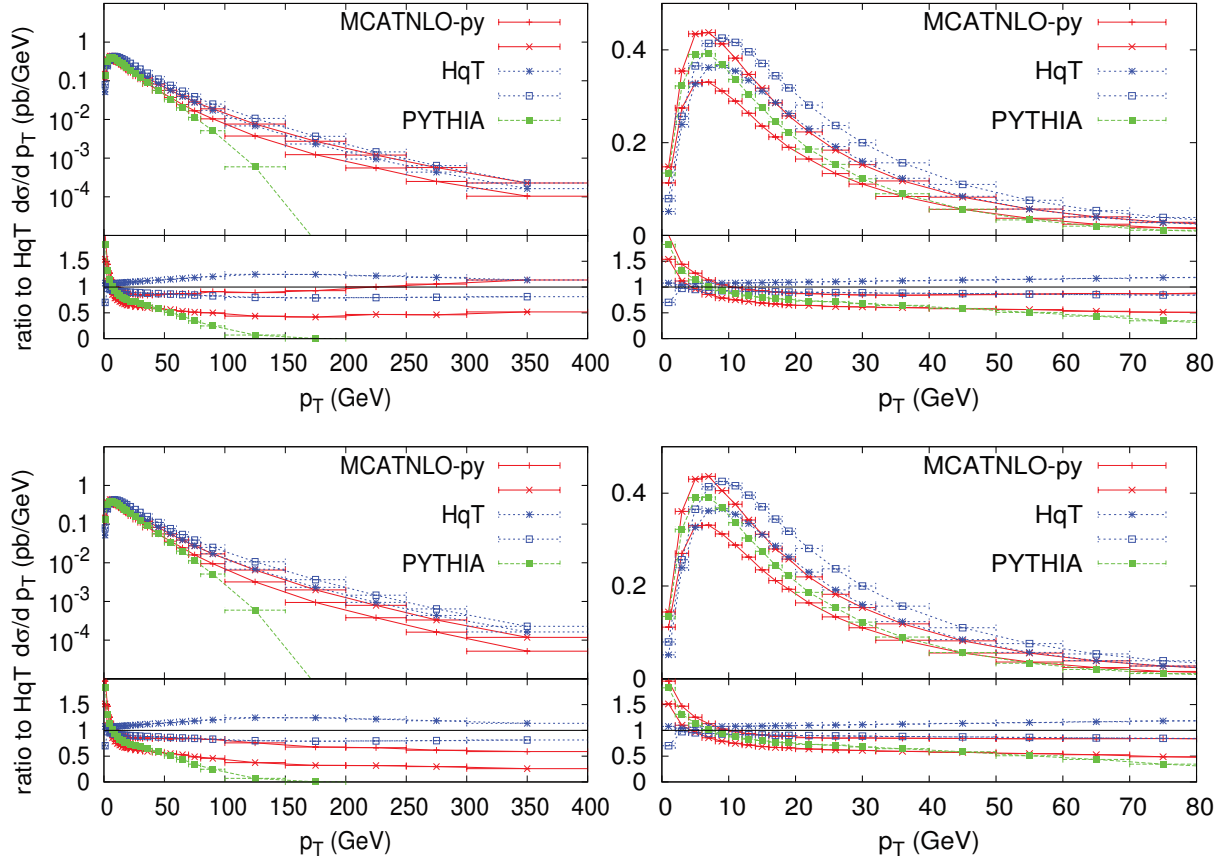 ratio to HqT dσ/d p_T (pb/GeV)
1
0.1
10^-2
10^-3
10^-4
MCATNLO-py
HqT
PYTHIA
1.5
1
0.5
0
0 50 100 150 200 250 300 350 400
p_T (GeV)
0.4
0.2
0
MCATNLO-py
HqT
PYTHIA
1.5
1
0.5
0
0 10 20 30 40 50 60 70 80
p_T (GeV)
ratio to HqT dσ/d p_T (pb/GeV)
1
0.1
10^-2
10^-3
10^-4
MCATNLO-py
HqT
PYTHIA
1.5
1
0.5
0
0 50 100 150 200 250 300 350 400
p_T (GeV)
0.4
0.2
0
MCATNLO-py
HqT
PYTHIA
1.5
1
0.5
0
0 10 20 30 40 50 60 70 80
p_T (GeV)